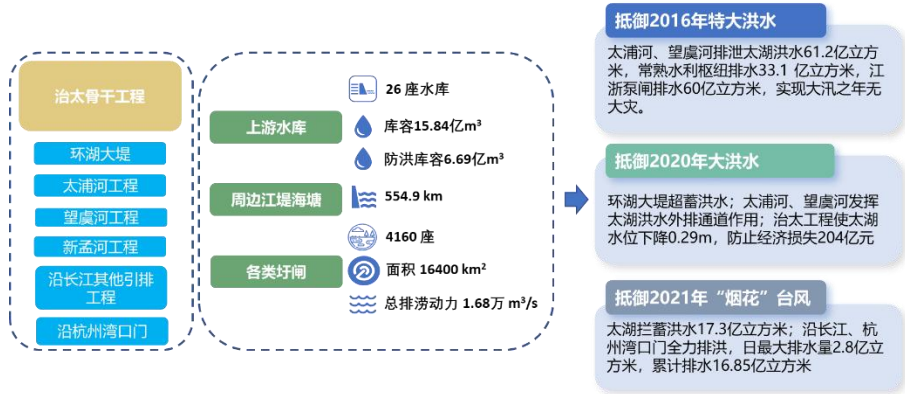 治太骨干工程
环湖大堤
太浦河工程
望虞河工程
新孟河工程
沿长江其他引排
工程
沿杭州湾口门
上游水库
26 座水库
库容15.84亿m³
防洪库容6.69亿m³
周边江堤海塘
554.9 km
各类圩闸
4160 座
面积 16400 km²
总排涝动力 1.68万 m³/s
抵御2016年特大洪水
太浦河、望虞河排泄太湖洪水61.2亿立方
米，常熟水利枢纽排水33.1 亿立方米，江
浙泵闸排水60亿立方米，实现大汛之年无
大灾。
抵御2020年大洪水
环湖大堤超蓄洪水；太浦河、望虞河发挥
太湖洪水外排通道作用；治太工程使太湖
水位下降0.29m，防止经济损失204亿元
抵御2021年“烟花”台风
太湖拦蓄洪水17.3亿立方米；沿长江、杭
州湾口门全力排洪，日最大排水量2.8亿立
方米，累计排水16.85亿立方米